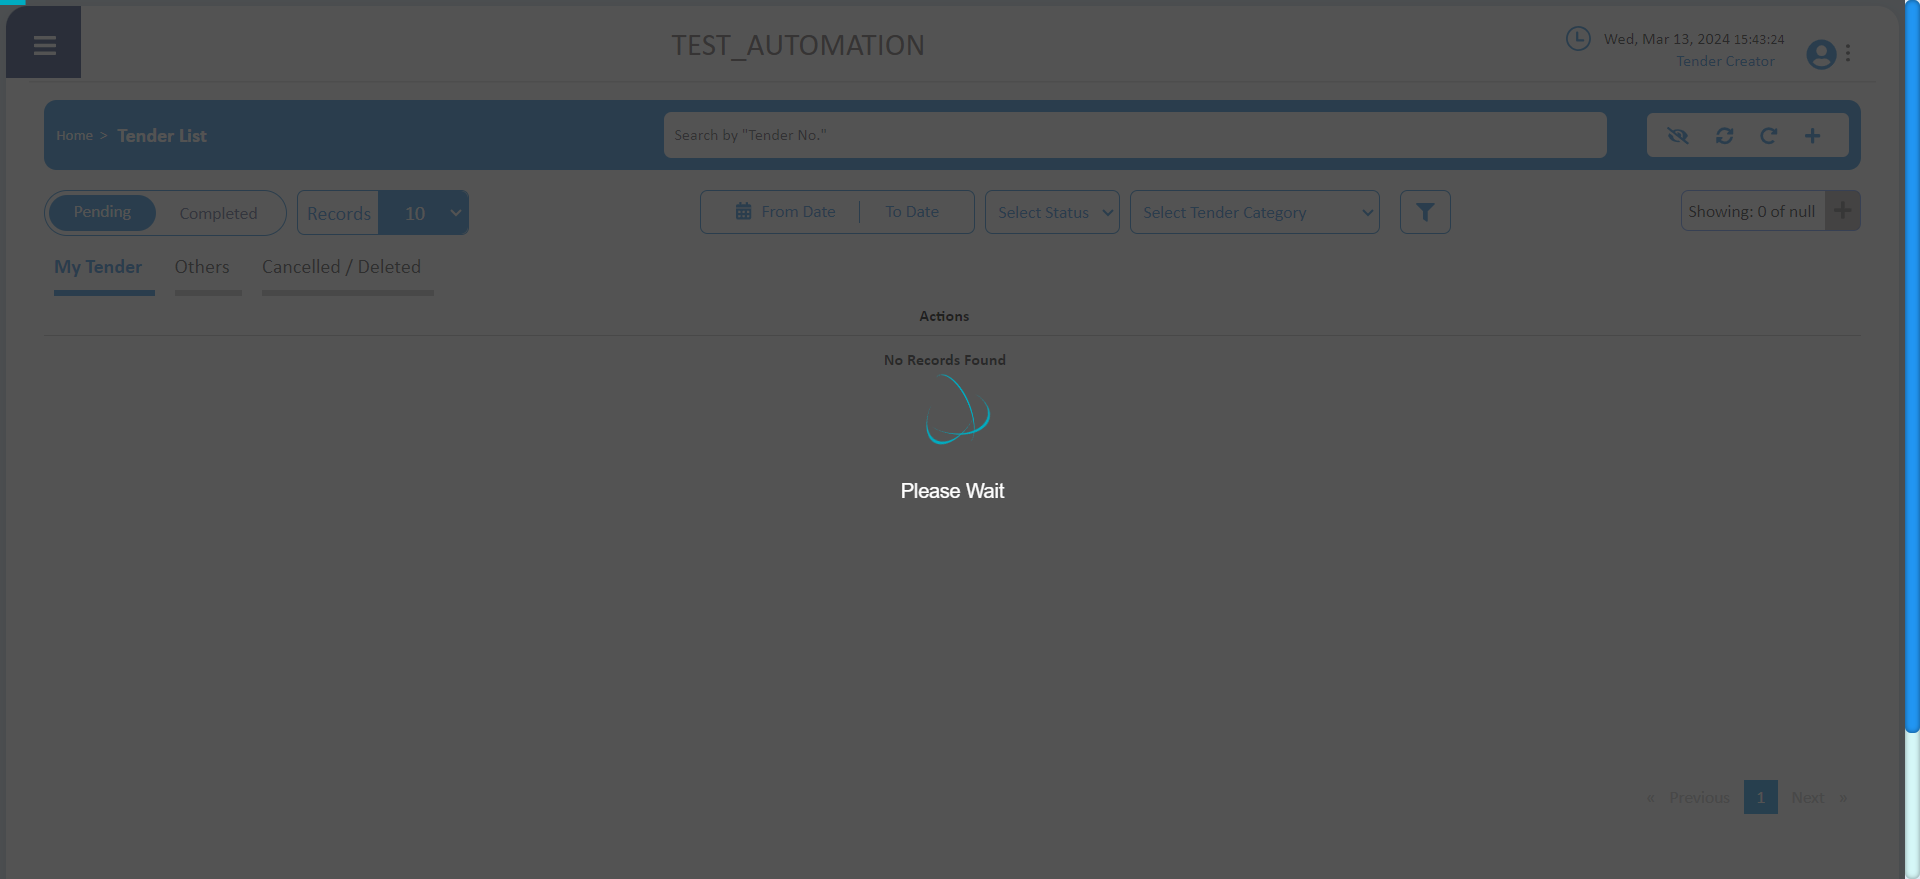 TEST_AUTOMATION
Wed, Mar 13, 2024 15:43:24
Tender Creator
Home > Tender List
Search by "Tender No."
Pending Completed Records 10 From Date To Date Select Status Select Tender Category Showing: 0 of null
My Tender Others Cancelled / Deleted
Actions
No Records Found
Please Wait
« Previous 1 Next »